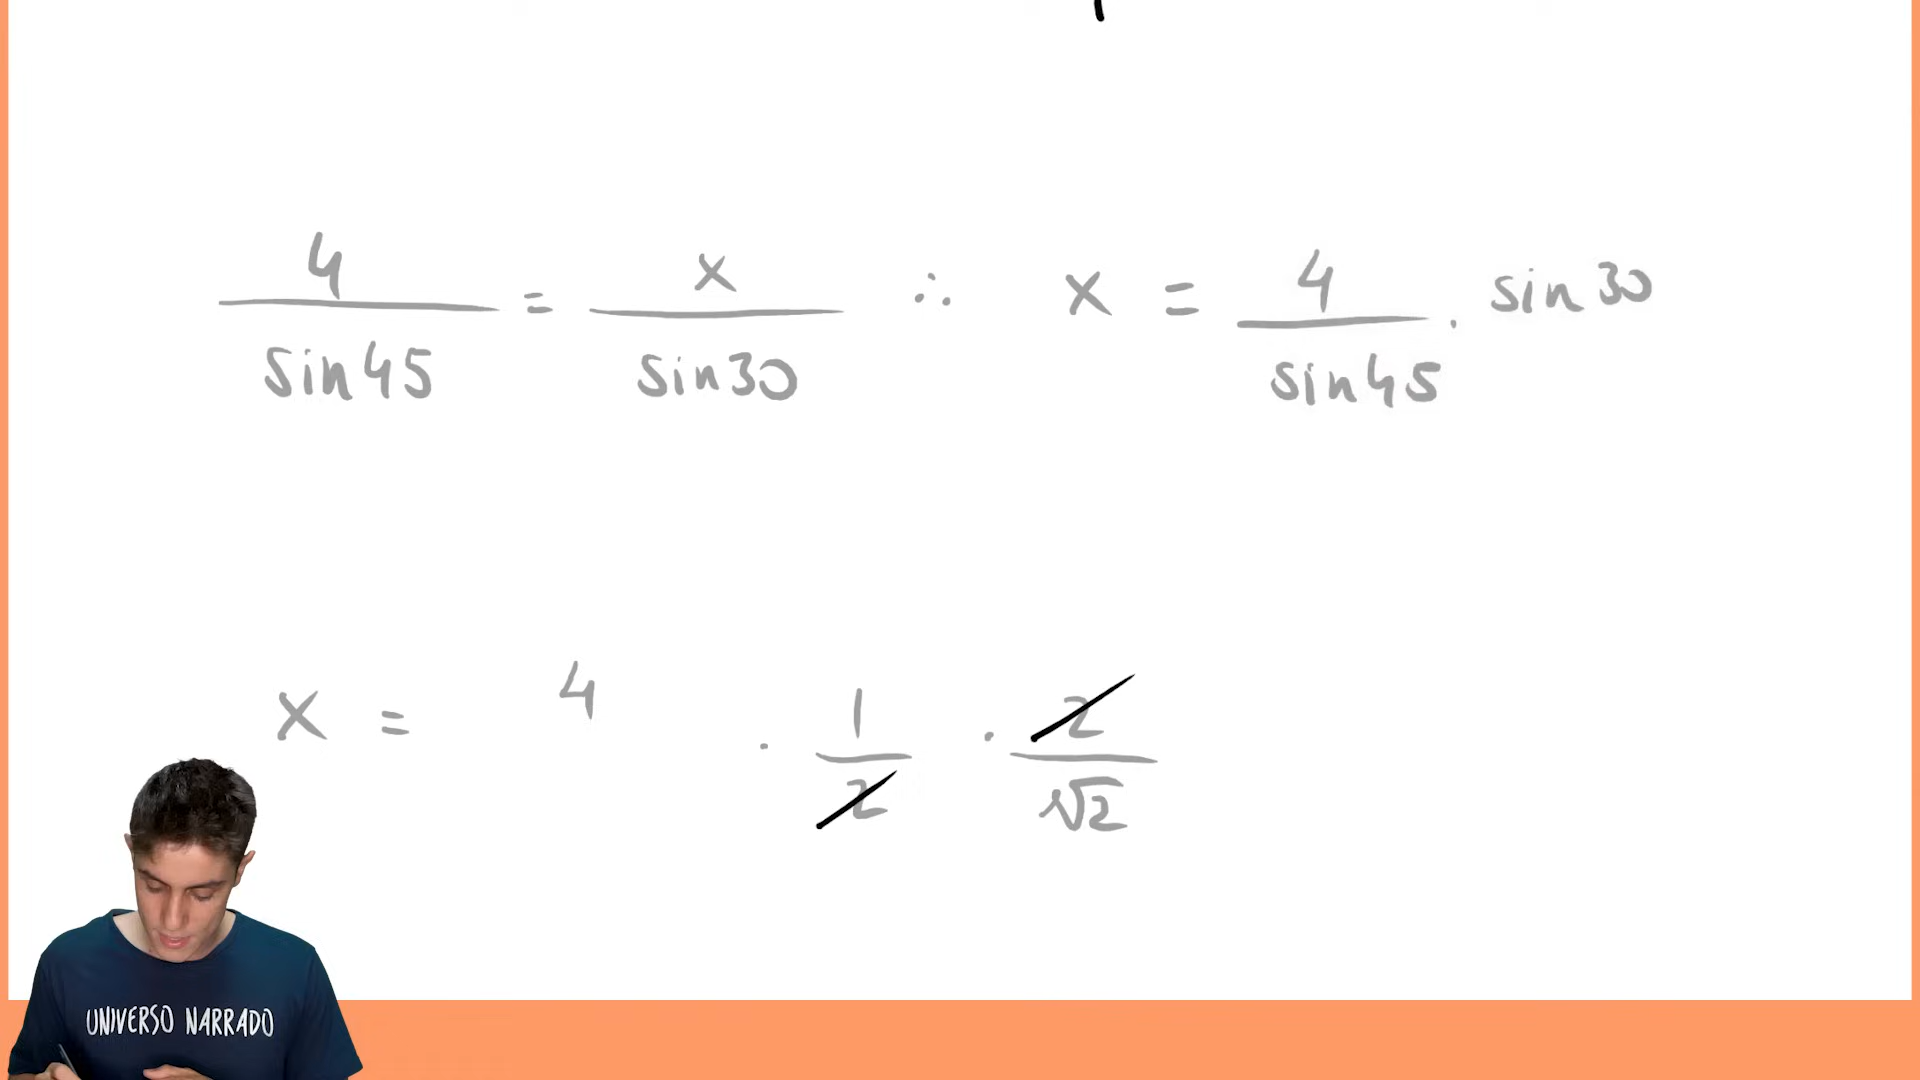 4/sin45 = x/sin30 ∴ x = 4/sin45 . sin30
x = 4 . 1/2 . 2/√2
UNIVERSO NARRADO